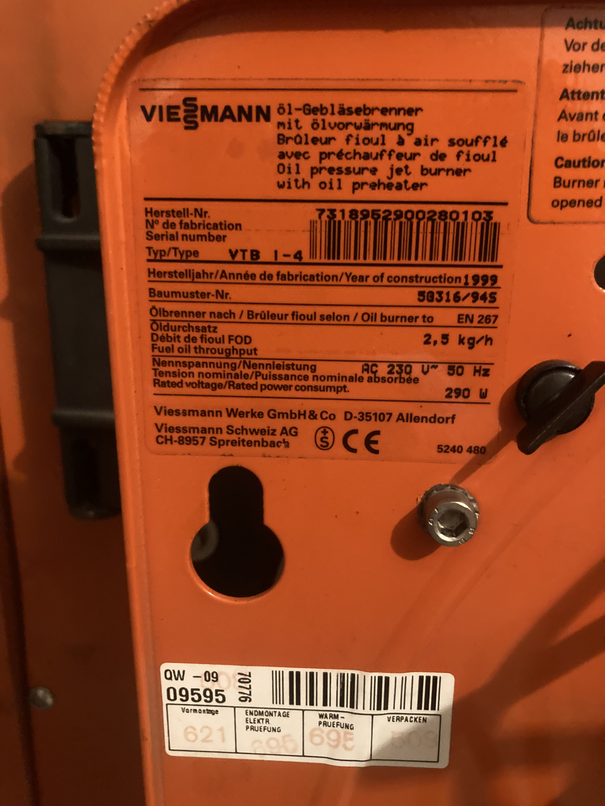 VIESSMANN
öl-Gebläsebrenner
mit ölvorwärmung
Brûleur fioul à air soufflé
avec préchauffeur de fioul
Oil pressure jet burner
with oil preheater
Herstell-Nr.
N° de fabrication
Serial number
7318952900280103
Typ/Type VTB I-4
Herstelljahr/Année de fabrication/Year of construction 1999
Baumuster-Nr. 5G316/94S
Ölbrenner nach / Brûleur fioul selon / Oil burner to EN 267
Öldurchsatz
Débit de fioul FOD
Fuel oil throughput
2,5 kg/h
Nennspannung/Nennleistung
Tension nominale/Puissance nominale absorbée
Rated voltage/Rated power consumpt.
AC 230 V~ 50 Hz
290 W
Viessmann Werke GmbH & Co D-35107 Allendorf
Viessmann Schweiz AG
CH-8957 Spreitenbach
S CE
5240 480
Vor
Attent
Avant
le brûle
Burner
opened
QW -09
09595
70776
Vormontage
621
ENDMONTAGE
ELEKTR.
PRUEFUNG
696
WARM-
PRUEFUNG
695
VERPACKEN